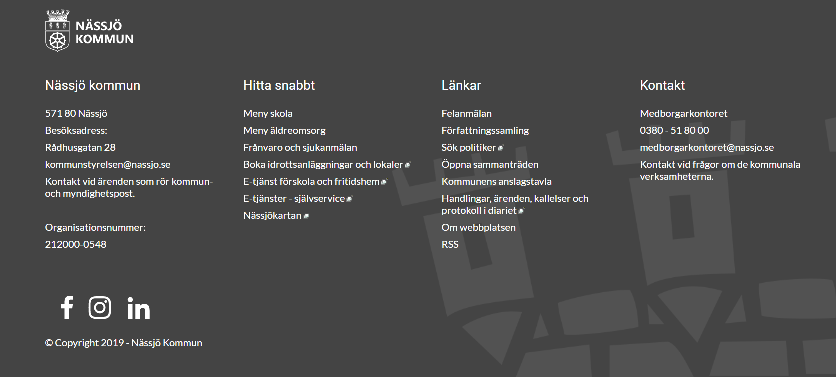 NÄSSJÖ
KOMMUN
Nässjö kommun
571 80 Nässjö
Besöksadress:
Rådhusgatan 28
kommunstyrelsen@nassjo.se
Kontakt vid ärenden som rör kommun-
och myndighetspost.
Organisationsnummer:
212000-0548
Hitta snabbt
Meny skola
Meny äldreomsorg
Frånvaro och sjukanmälan
Boka idrottsanläggningar och lokaler
E-tjänst förskola och fritidshem
E-tjänster - självservice
Nässjökartan
Länkar
Felanmälan
Författningssamling
Sök politiker
Öppna sammanträden
Kommunens anslagstavla
Handlingar, ärenden, kallelser och
protokoll i diariet
Om webbplatsen
RSS
Kontakt
Medborgarkontoret
0380 - 51 80 00
medborgarkontoret@nassjo.se
Kontakt vid frågor om de kommunala
verksamheterna.
© Copyright 2019 - Nässjö Kommun